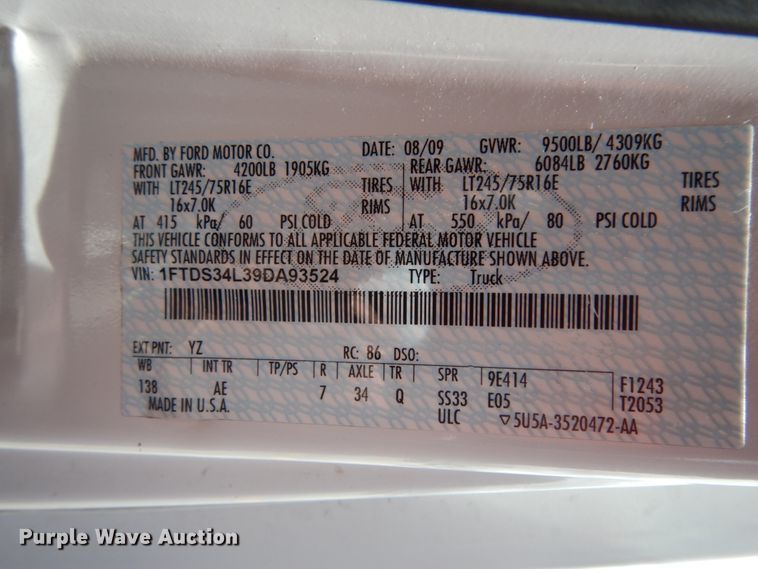 MFD. BY FORD MOTOR CO. DATE: 08/09 GVWR: 9500LB/ 4309KG
FRONT GAWR: 4200LB 1905KG REAR GAWR: 6084LB 2760KG
WITH LT245/75R16E TIRES WITH LT245/75R16E TIRES
16x7.0K RIMS 16x7.0K RIMS
AT 415 kPa/ 60 PSI COLD AT 550 kPa/ 80 PSI COLD
THIS VEHICLE CONFORMS TO ALL APPLICABLE FEDERAL MOTOR VEHICLE
SAFETY STANDARDS IN EFFECT ON THE DATE OF MANUFACTURE SHOWN ABOVE.
VIN: 1FTDS34L39DA93524 TYPE: Truck
EXT PNT: YZ RC: 86 DSO:
WB INT TR TP/PS R AXLE TR SPR 9E414 F1243
138 AE 7 34 Q SS33 E05 T2053
MADE IN U.S.A. ULC ▽5U5A-3520472-AA
Purple Wave Auction